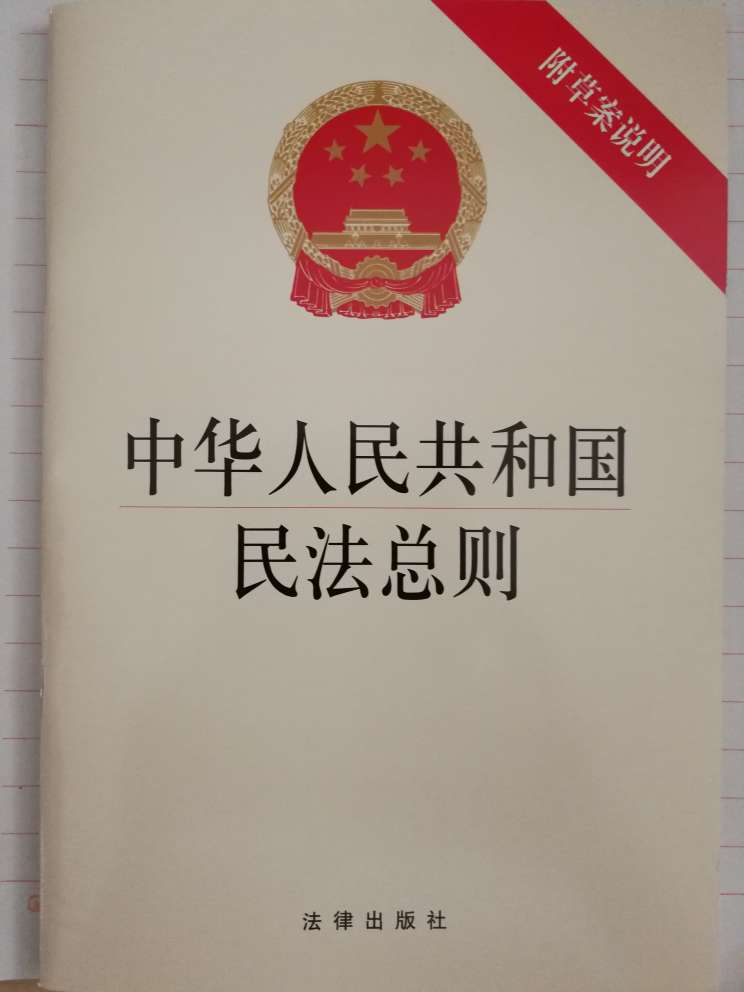 附草案说明
中华人民共和国
民法总则
法律出版社